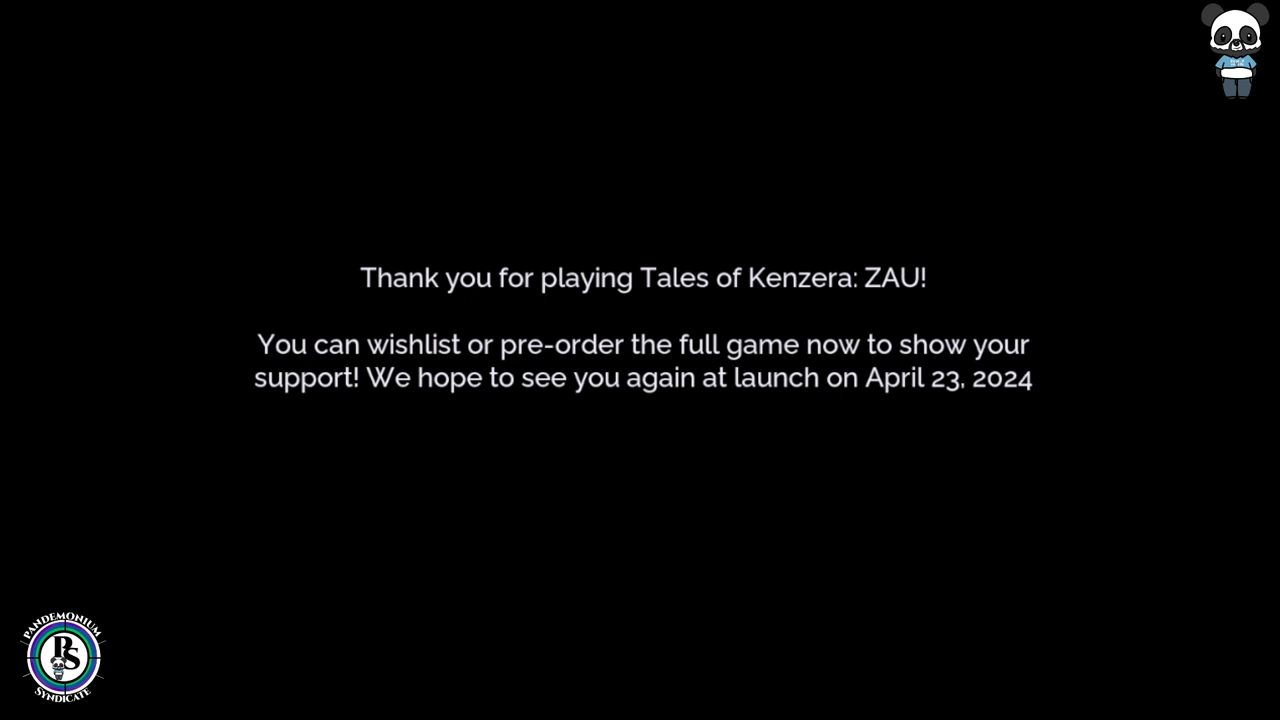 Thank you for playing Tales of Kenzera: ZAU!
You can wishlist or pre-order the full game now to show your
support! We hope to see you again at launch on April 23, 2024
PANDEMONIUM
PS
SYNDICATE